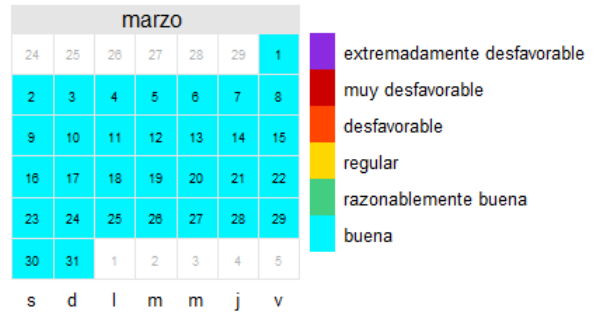 marzo
24 25 26 27 28 29 1
2 3 4 5 6 7 8
9 10 11 12 13 14 15
16 17 18 19 20 21 22
23 24 25 26 27 28 29
30 31 1 2 3 4 5
s d l m m j v
extremadamente desfavorable
muy desfavorable
desfavorable
regular
razonablemente buena
buena